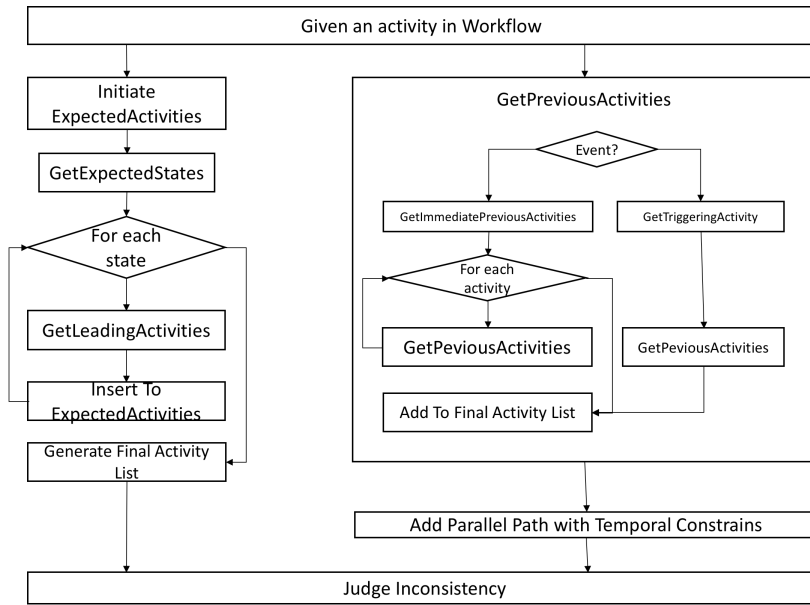 Given an activity in Workflow
Initiate
ExpectedActivities
GetExpectedStates
For each
state
GetLeadingActivities
Insert To
ExpectedActivities
Generate Final Activity
List
GetPreviousActivities
Event?
GetImmediatePreviousActivities
GetTriggeringActivity
For each
activity
GetPeviousActivities
GetPeviousActivities
Add To Final Activity List
Add Parallel Path with Temporal Constrains
Judge Inconsistency